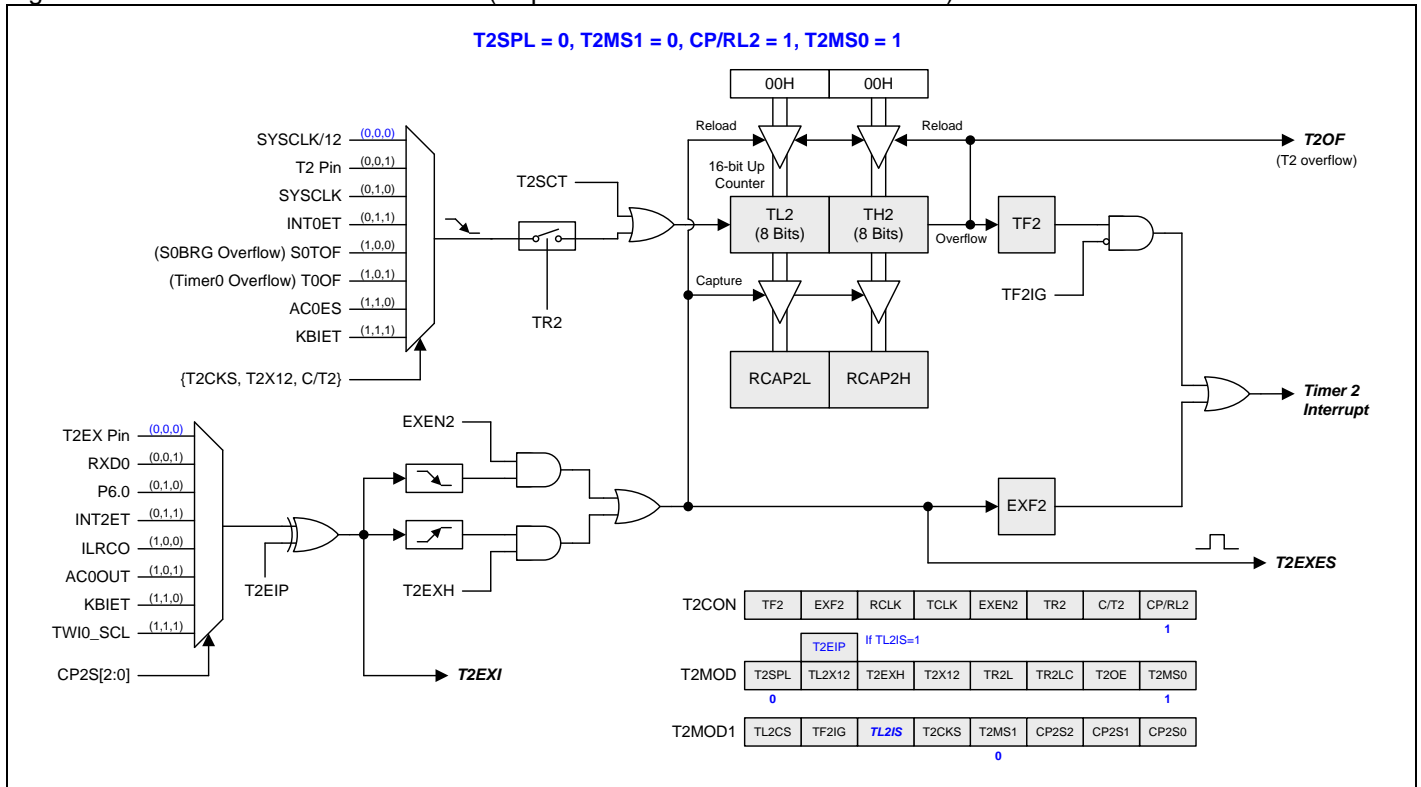 T2SPL = 0, T2MS1 = 0, CP/RL2 = 1, T2MS0 = 1
00H 00H
Reload Reload
SYSCLK/12 (0,0,0)
T2 Pin (0,0,1)
SYSCLK (0,1,0)
INT0ET (0,1,1)
(S0BRG Overflow) S0TOF (1,0,0)
(Timer0 Overflow) T0OF (1,0,1)
AC0ES (1,1,0)
KBIET (1,1,1)
{T2CKS, T2X12, C/T2}
TR2
T2SCT
16-bit Up
Counter
TL2
(8 Bits)
TH2
(8 Bits)
Overflow
TF2
TF2IG
T2OF
(T2 overflow)
Capture
RCAP2L RCAP2H
Timer 2
Interrupt
T2EX Pin (0,0,0)
RXD0 (0,0,1)
P6.0 (0,1,0)
INT2ET (0,1,1)
ILRCO (1,0,0)
AC0OUT (1,0,1)
KBIET (1,1,0)
TWI0_SCL (1,1,1)
CP2S[2:0]
T2EIP
EXEN2
T2EXH
T2EXI
EXF2
T2EXES
T2CON TF2 EXF2 RCLK TCLK EXEN2 TR2 C/T2 CP/RL2
1
T2EIP If TL2IS=1
T2MOD T2SPL TL2X12 T2EXH T2X12 TR2L TR2LC T2OE T2MS0
0 1
T2MOD1 TL2CS TF2IG TL2IS T2CKS T2MS1 CP2S2 CP2S1 CP2S0
0